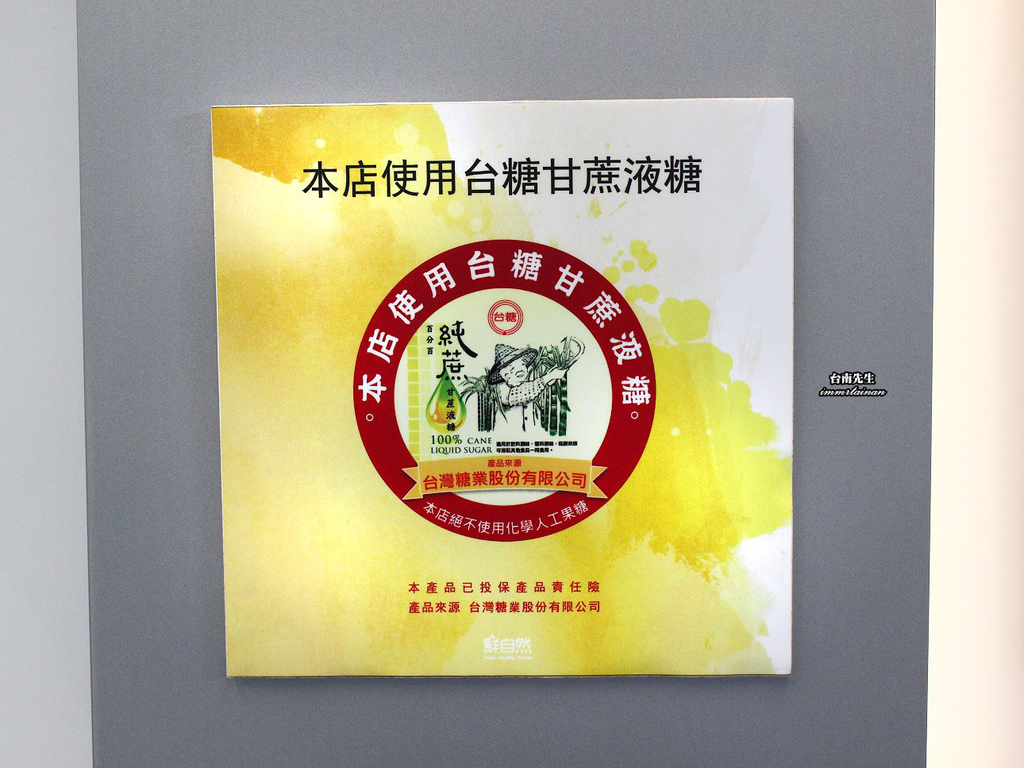 本店使用台糖甘蔗液糖
本店使用台糖甘蔗液糖
台糖
百分百
純蔗
甘蔗液糖
100% CANE
LIQUID SUGAR
產品來源
台灣糖業股份有限公司
本店絕不使用化學人工果糖
本產品已投保產品責任險
產品來源 台灣糖業股份有限公司
鮮自然
台南先生
immrtainan